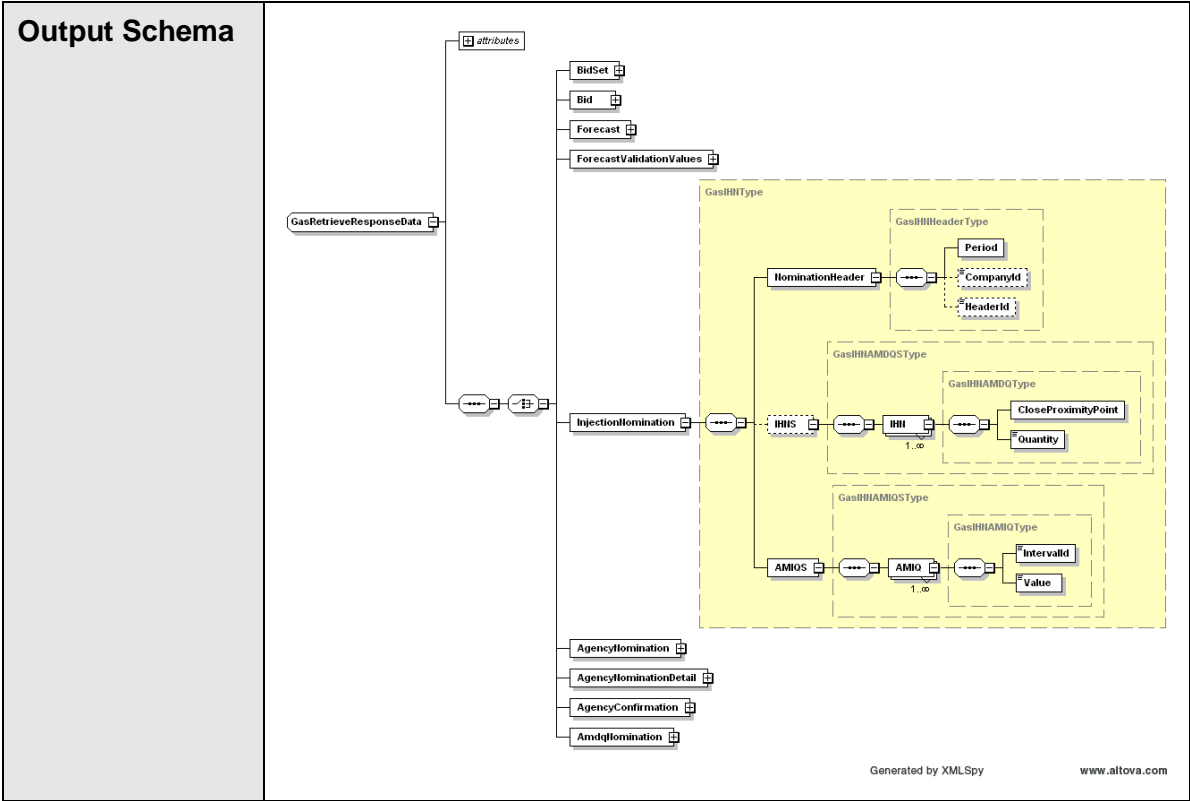 Output Schema
attributes
BidSet
Bid
Forecast
ForecastValidationValues
GasIHNType
GasIHNHeaderType
Period
GasRetrieveResponseData
NominationHeader
CompanyId
HeaderId
GasIHNAMDQSType
GasIHNAMDQType
CloseProximityPoint
InjectionNomination
IHNS
IHN
Quantity
1..∞
GasIHNAMIQSType
GasIHNAMIQType
IntervalId
AMIQS
AMIQ
Value
1..∞
AgencyNomination
AgencyNominationDetail
AgencyConfirmation
AmdqNomination
Generated by XMLSpy
www.altova.com